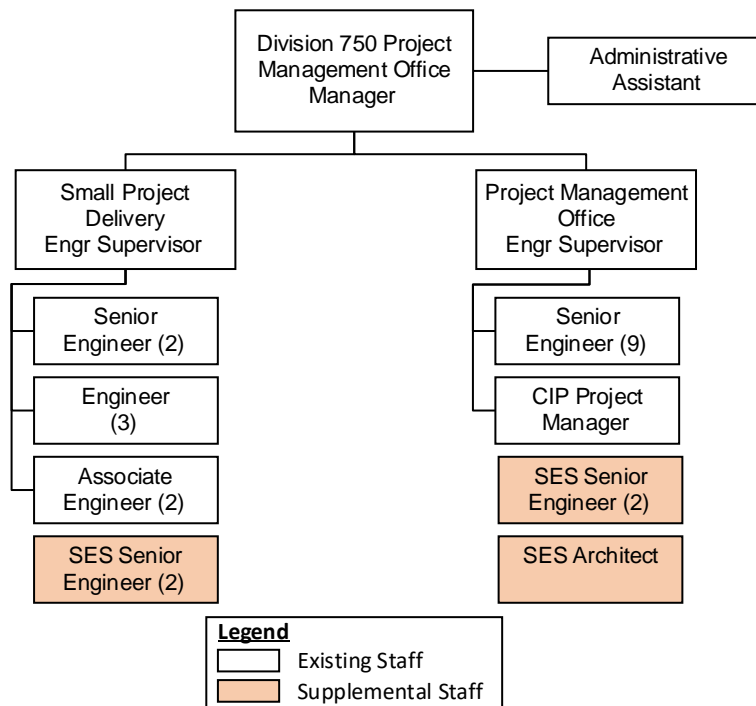 Division 750 Project
Management Office
Manager
Administrative
Assistant
Small Project
Delivery
Engr Supervisor
Project Management
Office
Engr Supervisor
Senior
Engineer (2)
Senior
Engineer (9)
Engineer
(3)
CIP Project
Manager
Associate
Engineer (2)
SES Senior
Engineer (2)
SES Senior
Engineer (2)
SES Architect
Legend
Existing Staff
Supplemental Staff